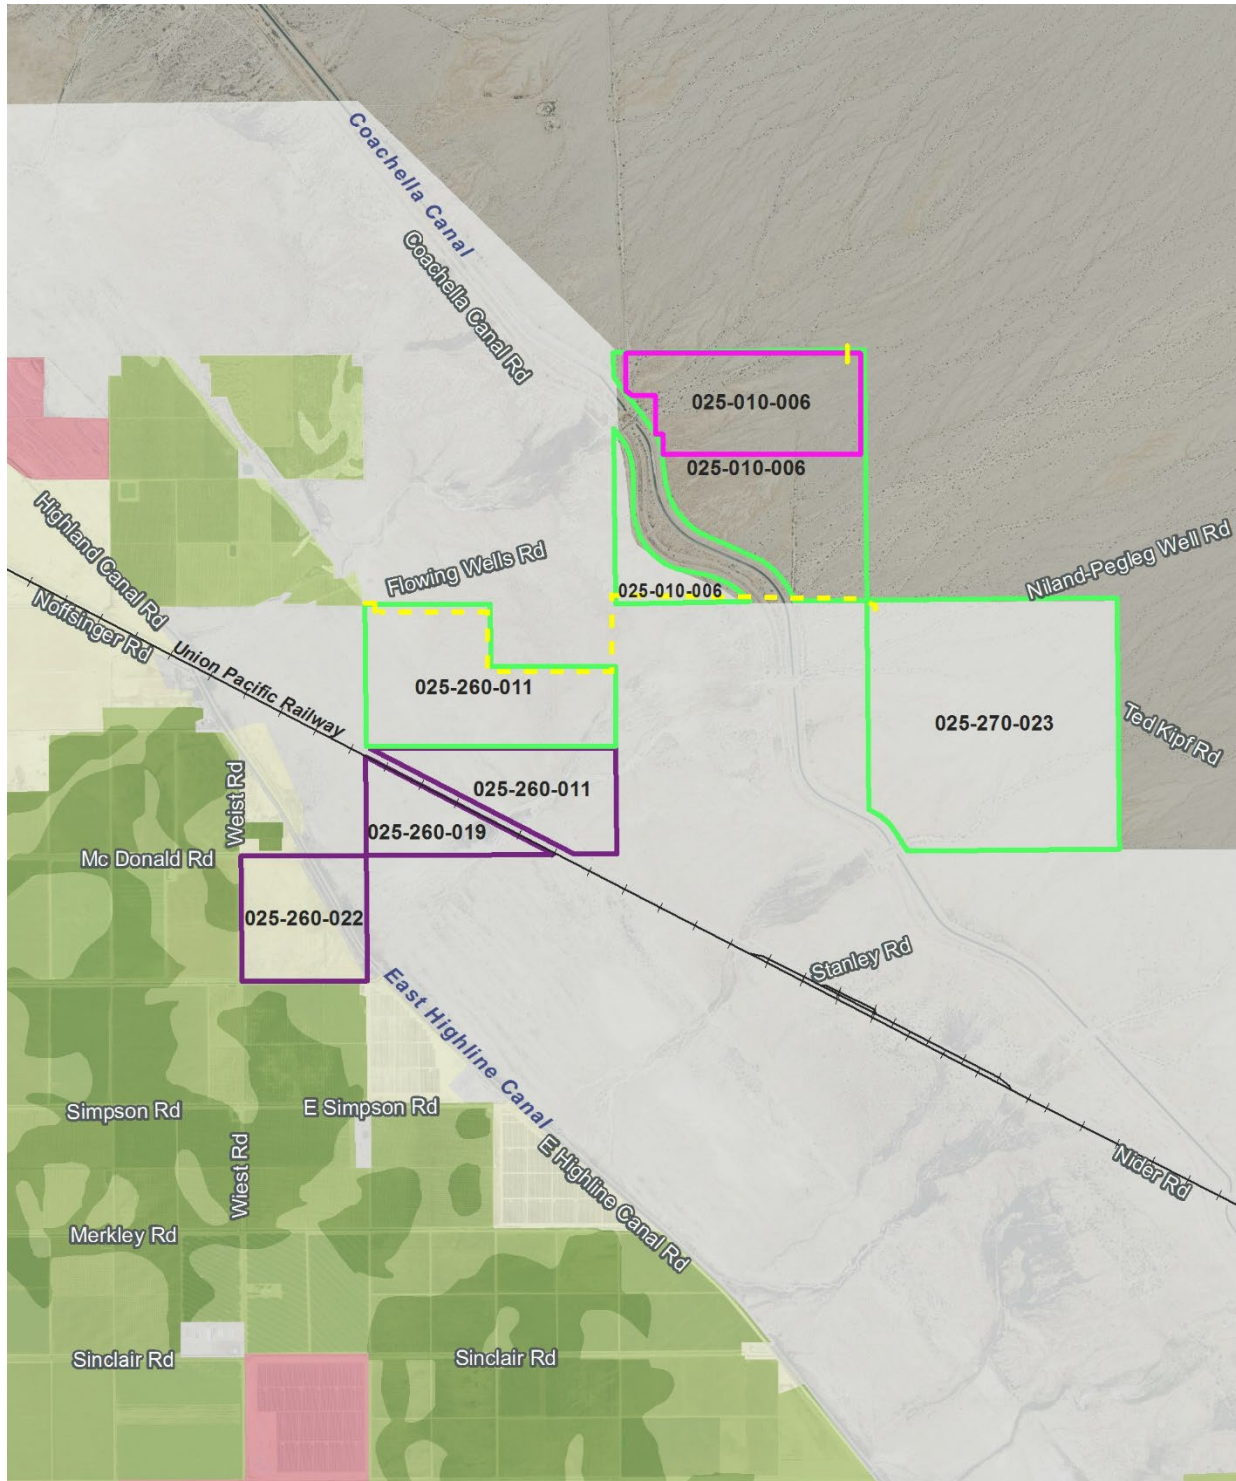 Coachella Canal
Coachella Canal Rd
025-010-006
025-010-006
Highland Canal Rd
Flowing Wells Rd
Niland-Pegleg Well Rd
025-010-006
Noffsinger Rd
Union Pacific Railway
025-260-011
025-270-023
Ted Kipf Rd
025-260-011
Weist Rd
025-260-019
Mc Donald Rd
025-260-022
Stanley Rd
East Highline Canal
Simpson Rd
E Simpson Rd
Wiest Rd
E Highline Canal Rd
Nider Rd
Merkley Rd
Sinclair Rd
Sinclair Rd